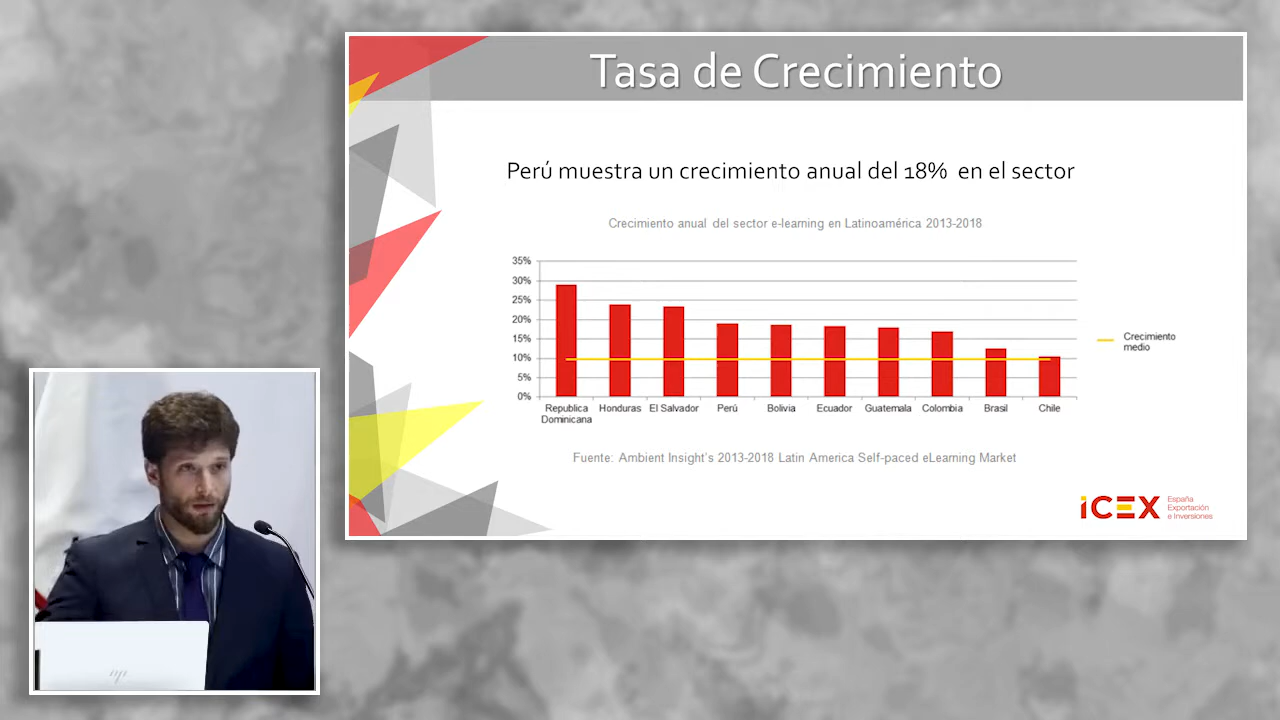 Tasa de Crecimiento
Perú muestra un crecimiento anual del 18% en el sector
Crecimiento anual del sector e-learning en Latinoamérica 2013-2018
35%
30%
25%
20%
15%
10%
5%
0%
Republica Dominicana
Honduras
El Salvador
Perú
Bolivia
Ecuador
Guatemala
Colombia
Brasil
Chile
Crecimiento
medio
Fuente: Ambient Insight's 2013-2018 Latin America Self-paced eLearning Market
ICEX
España
Exportación
e Inversiones
hp